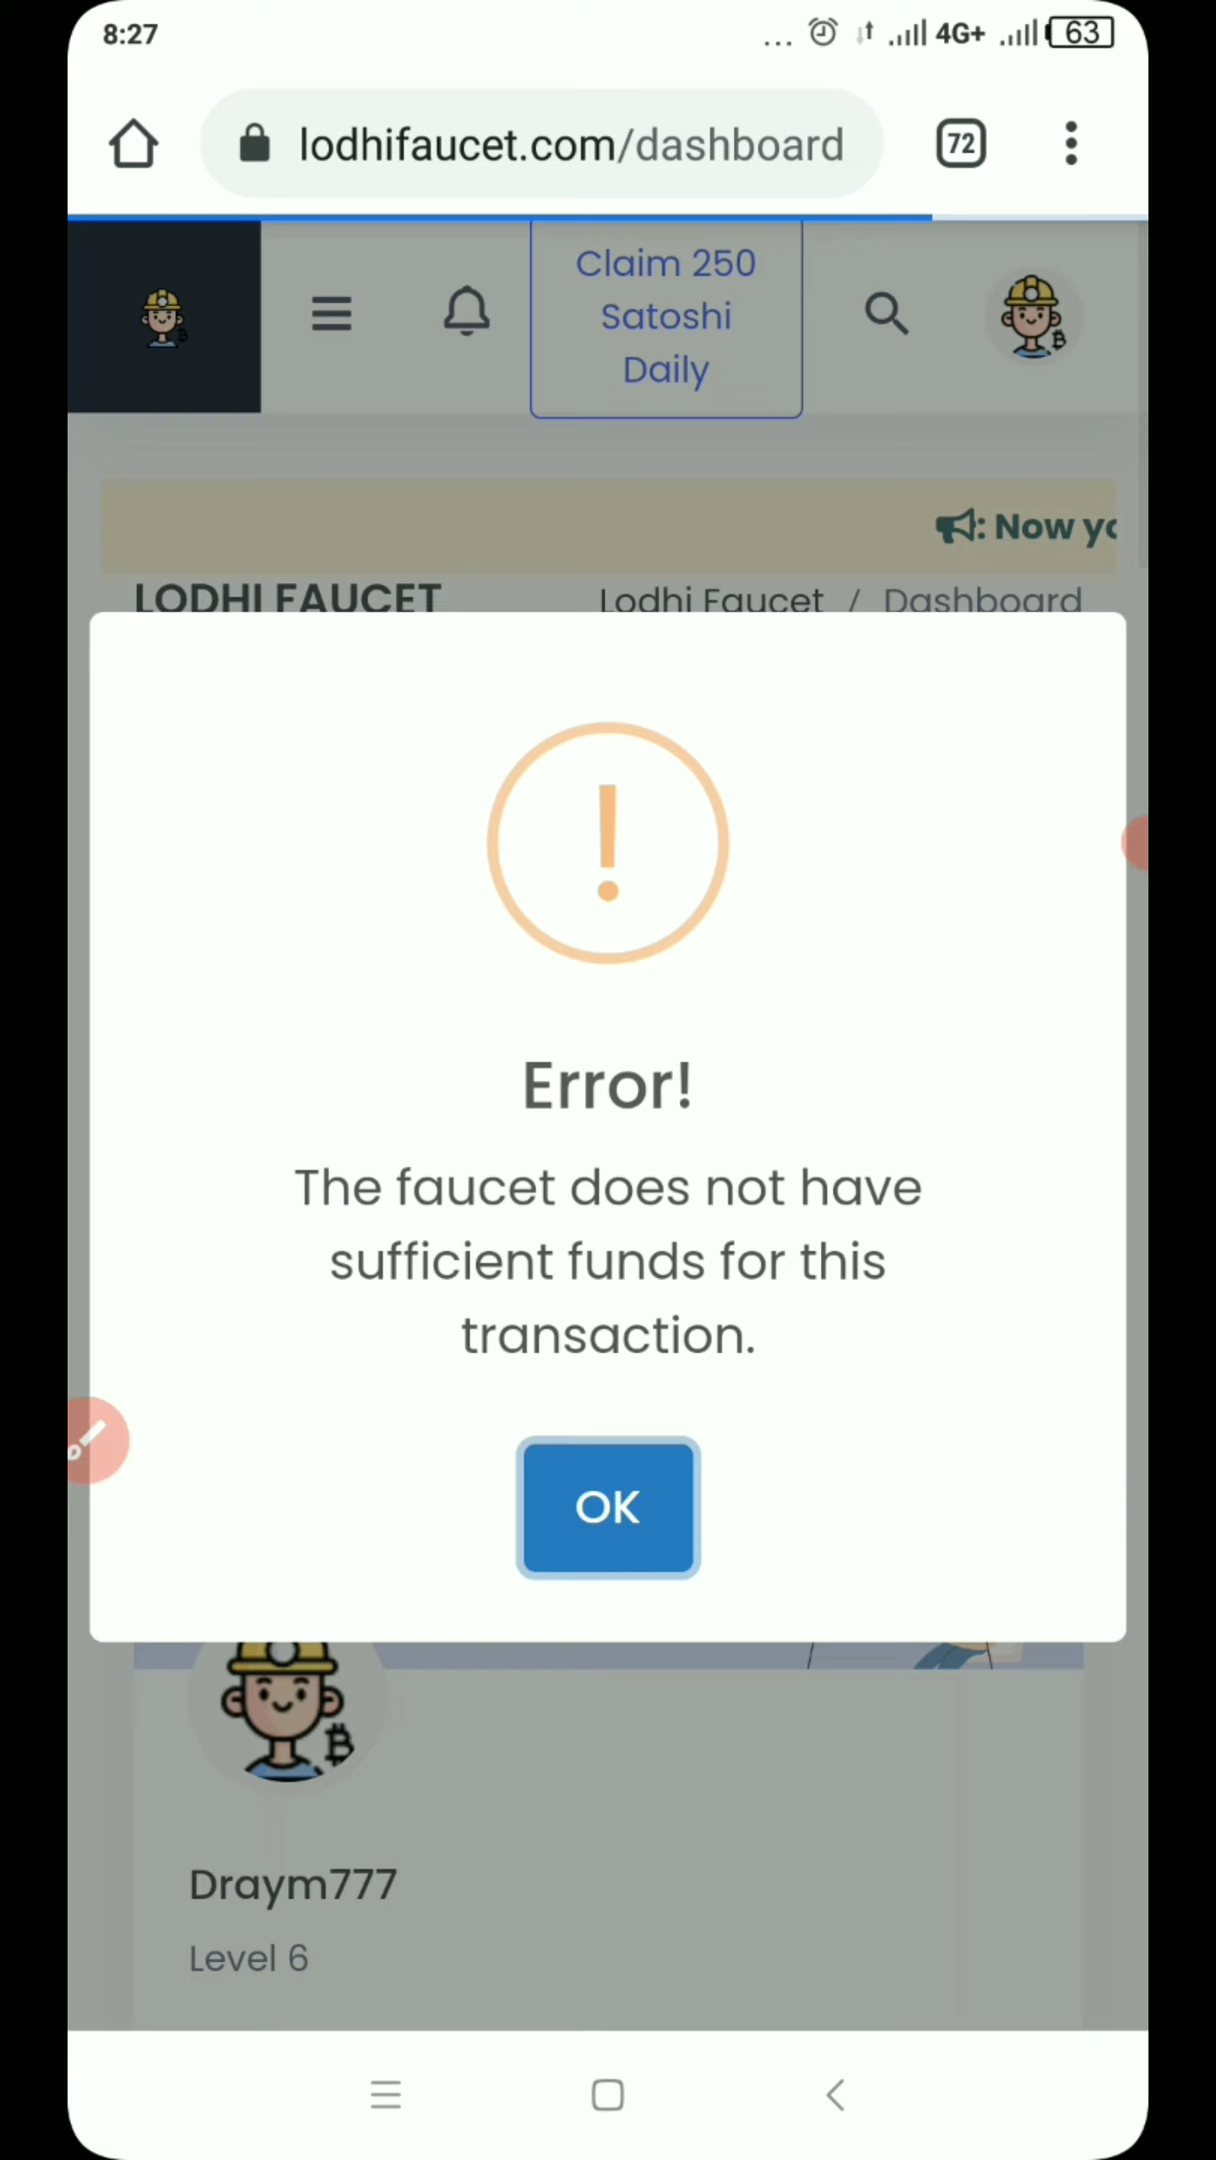 8:27
... 4G+ 63
lodhifaucet.com/dashboard
72
Claim 250
Satoshi
Daily
: Now yo
LODHI FAUCET
Lodhi Faucet / Dashboard
!
Error!
The faucet does not have
sufficient funds for this
transaction.
OK
Draym777
Level 6